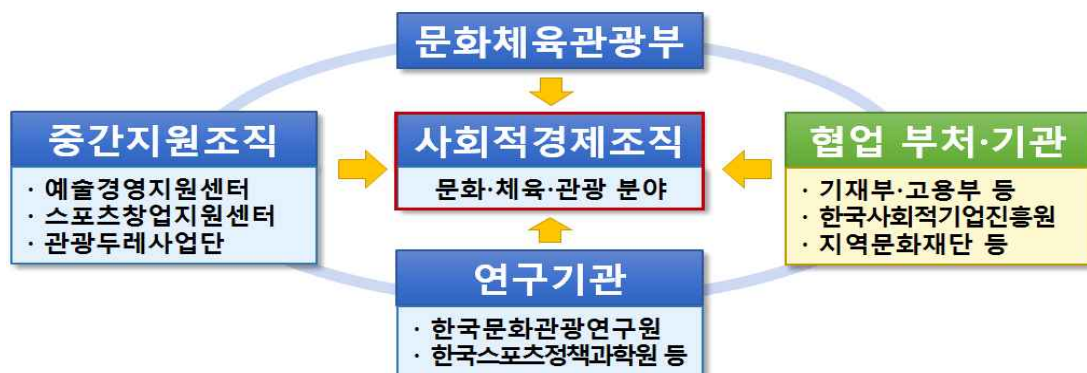 문화체육관광부
중간지원조직
· 예술경영지원센터
· 스포츠창업지원센터
· 관광두레사업단
사회적경제조직
문화·체육·관광 분야
협업 부처·기관
· 기재부·고용부 등
· 한국사회적기업진흥원
· 지역문화재단 등
연구기관
· 한국문화관광연구원
· 한국스포츠정책과학원 등